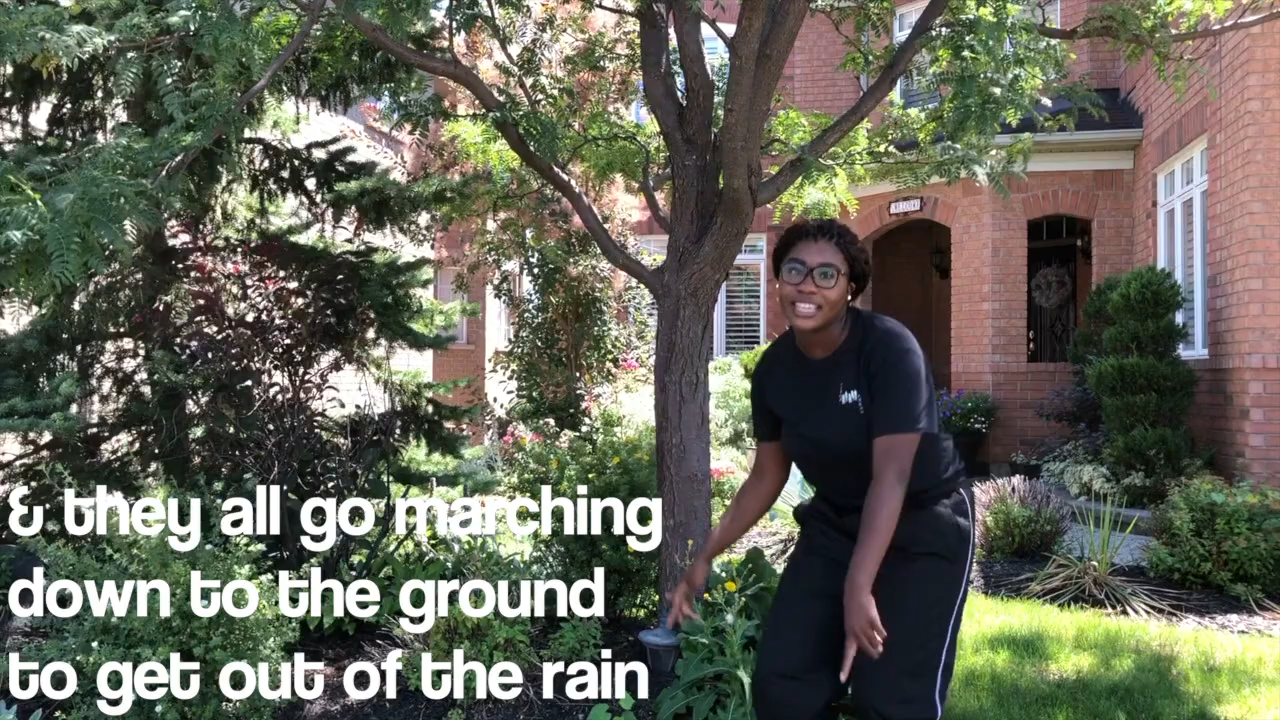 & they all go marching
down to the ground
to get out of the rain